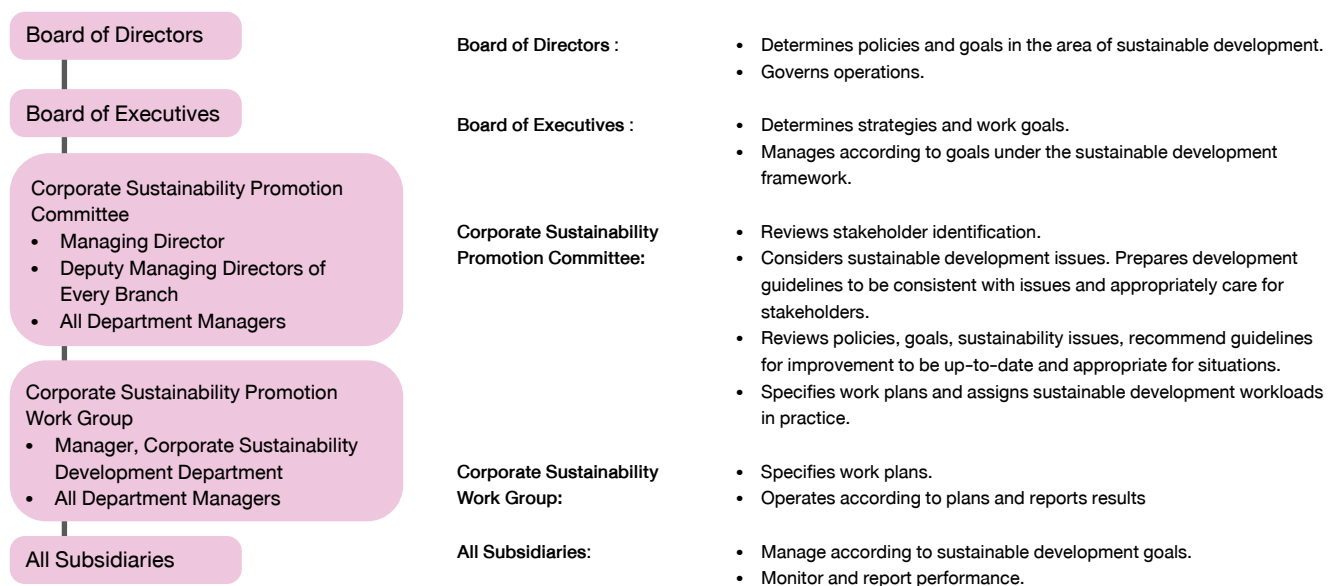 Board of Directors
Board of Executives
Corporate Sustainability Promotion
Committee
• Managing Director
• Deputy Managing Directors of
Every Branch
• All Department Managers
Corporate Sustainability Promotion
Work Group
• Manager, Corporate Sustainability
Development Department
• All Department Managers
All Subsidiaries
Board of Directors :
• Determines policies and goals in the area of sustainable development.
• Governs operations.
Board of Executives :
• Determines strategies and work goals.
• Manages according to goals under the sustainable development
framework.
Corporate Sustainability
Promotion Committee:
• Reviews stakeholder identification.
• Considers sustainable development issues. Prepares development
guidelines to be consistent with issues and appropriately care for
stakeholders.
• Reviews policies, goals, sustainability issues, recommend guidelines
for improvement to be up-to-date and appropriate for situations.
• Specifies work plans and assigns sustainable development workloads
in practice.
Corporate Sustainability
Work Group:
• Specifies work plans.
• Operates according to plans and reports results
All Subsidiaries:
• Manage according to sustainable development goals.
• Monitor and report performance.